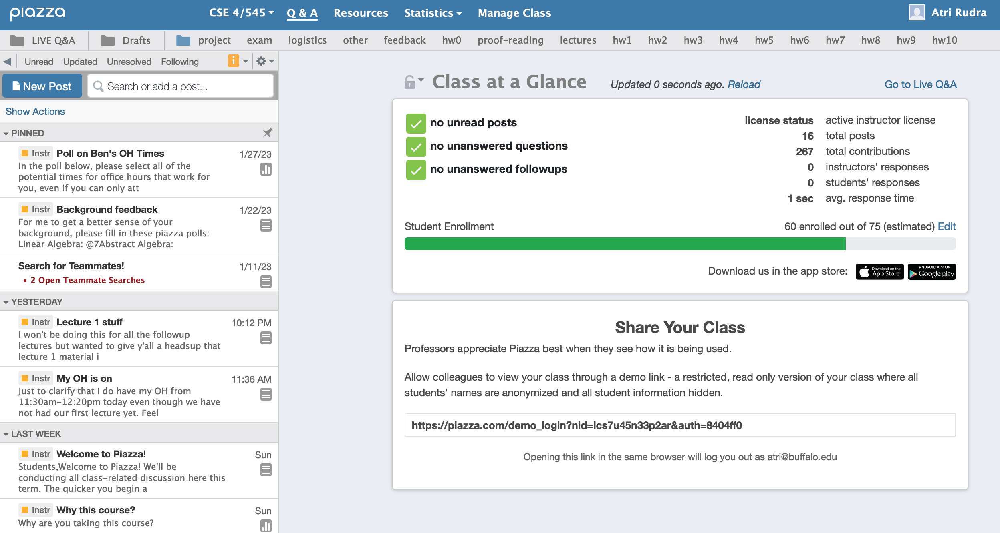 piazza
CSE 4/545 Q & A Resources Statistics Manage Class Atri Rudra
LIVE Q&A Drafts project exam logistics other feedback hw0 proof-reading lectures hw1 hw2 hw3 hw4 hw5 hw6 hw7 hw8 hw9 hw10
Unread Updated Unresolved Following i
New Post Search or add a post...
Show Actions
PINNED
Instr Poll on Ben's OH Times 1/27/23
In the poll below, please select all of the
potential times for office hours that work for
you, even if you can only att
Instr Background feedback 1/22/23
For me to get a better sense of your
background, please fill in these piazza polls:
Linear Algebra: @7Abstract Algebra:
Search for Teammates! 1/11/23
• 2 Open Teammate Searches
YESTERDAY
Instr Lecture 1 stuff 10:12 PM
I won't be doing this for all the followup
lectures but wanted to give y'all a headsup that
lecture 1 material i
Instr My OH is on 11:36 AM
Just to clarify that I do have my OH from
11:30am-12:20pm today even though we have
not had our first lecture yet. Feel
LAST WEEK
Instr Welcome to Piazza! Sun
Students,Welcome to Piazza! We'll be
conducting all class-related discussion here this
term. The quicker you begin a
Instr Why this course? Sun
Why are you taking this course?
Class at a Glance Updated 0 seconds ago. Reload Go to Live Q&A
no unread posts
no unanswered questions
no unanswered followups
license status active instructor license
16 total posts
267 total contributions
0 instructors' responses
0 students' responses
1 sec avg. response time
Student Enrollment 60 enrolled out of 75 (estimated) Edit
Download us in the app store:
Download on the
App Store
ANDROID APP ON
Google play
Share Your Class
Professors appreciate Piazza best when they see how it is being used.
Allow colleagues to view your class through a demo link - a restricted, read only version of your class where all
students' names are anonymized and all student information hidden.
https://piazza.com/demo_login?nid=lcs7u45n33p2ar&auth=8404ff0
Opening this link in the same browser will log you out as atri@buffalo.edu